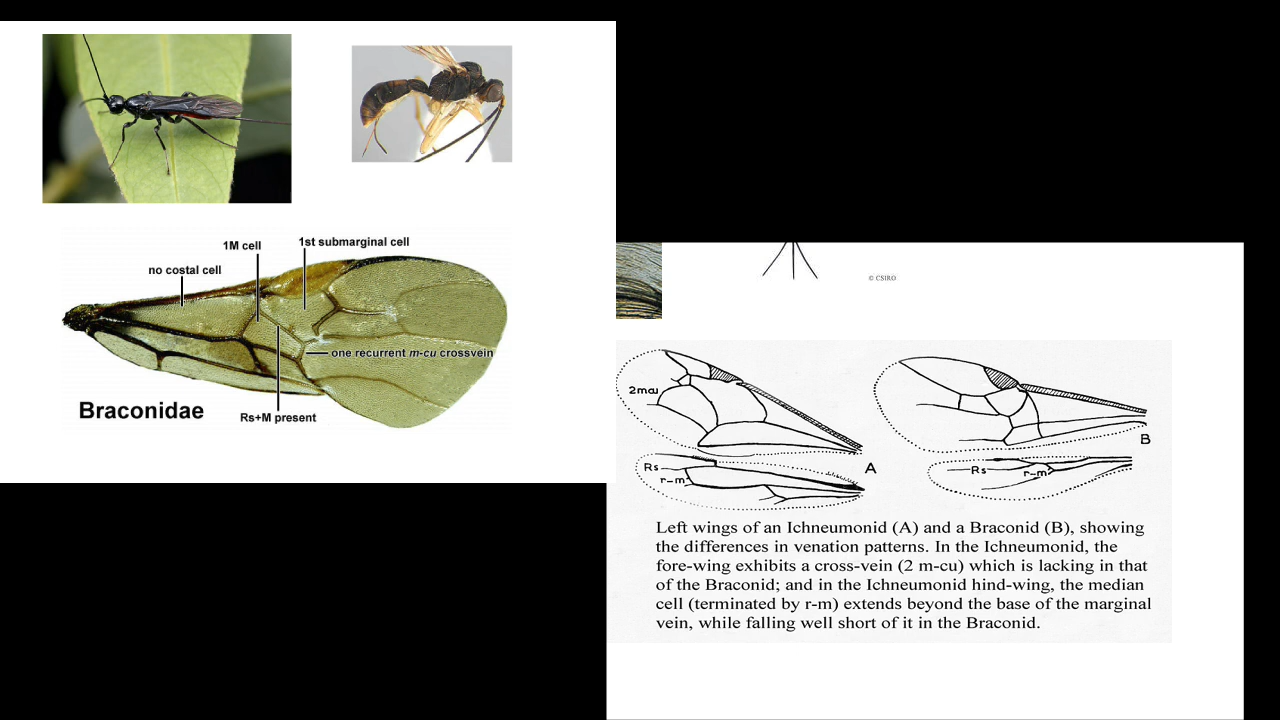 1M cell
1st submarginal cell
no costal cell
one recurrent m-cu crossvein
Braconidae
Rs+M present
© CSIRO
2mcu
B
A
Rs
r-m
Rs
r-m
Left wings of an Ichneumonid (A) and a Braconid (B), showing
the differences in venation patterns. In the Ichneumonid, the
fore-wing exhibits a cross-vein (2 m-cu) which is lacking in that
of the Braconid; and in the Ichneumonid hind-wing, the median
cell (terminated by r-m) extends beyond the base of the marginal
vein, while falling well short of it in the Braconid.